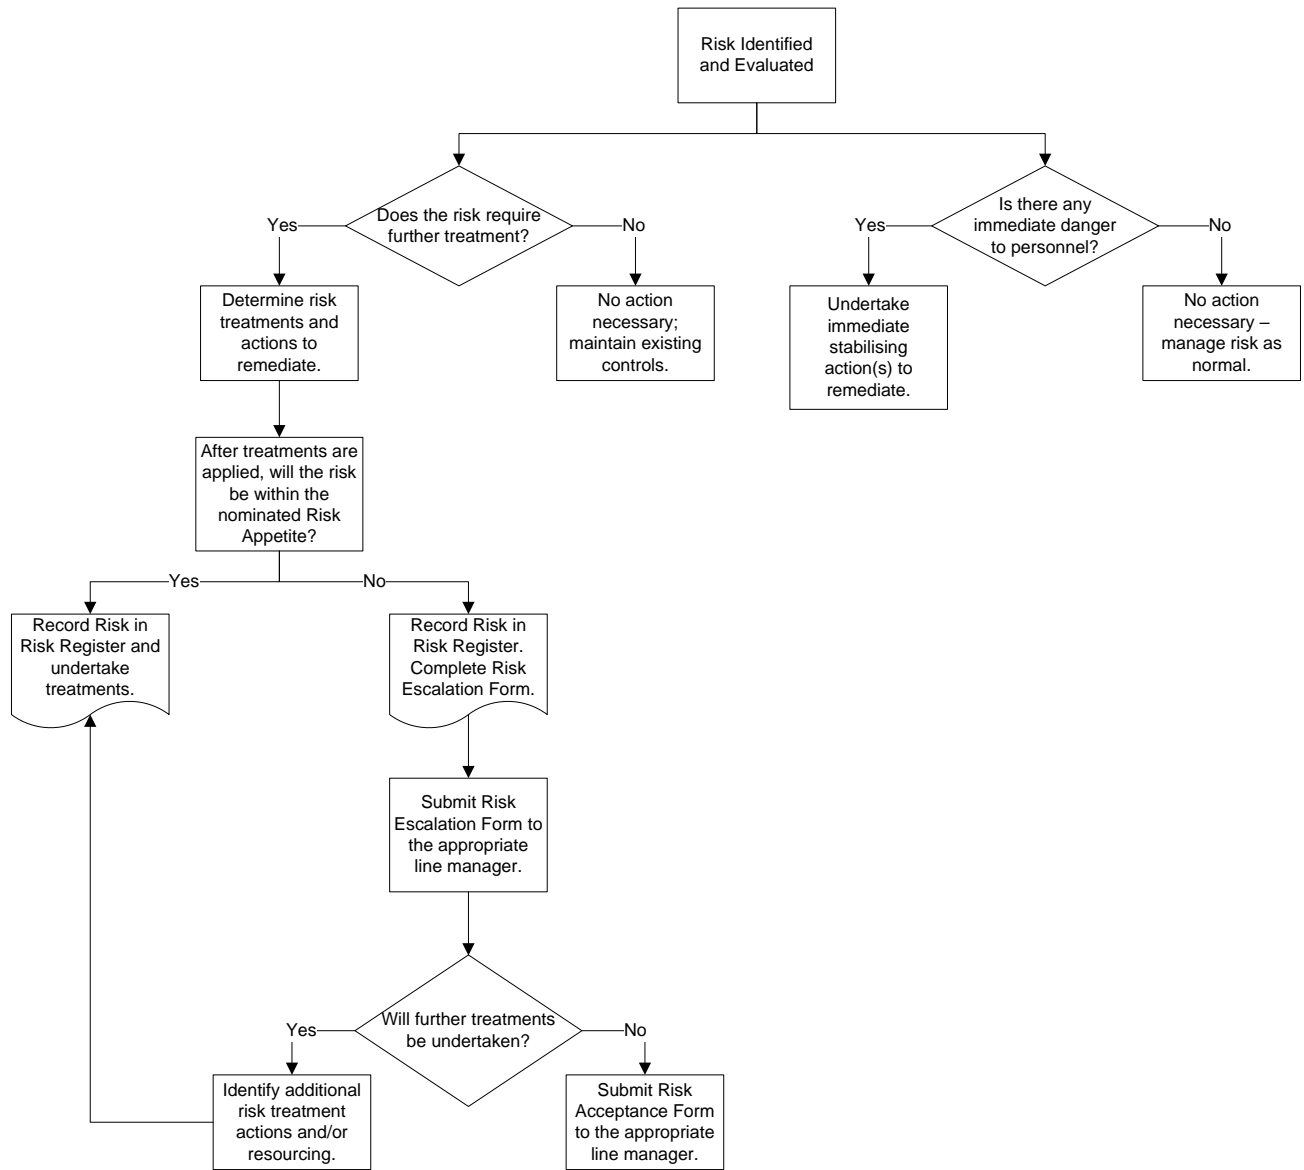 Risk Identified
and Evaluated
Does the risk require
further treatment?
Yes
No
Is there any
immediate danger
to personnel?
Yes
No
Determine risk
treatments and
actions to
remediate.
No action
necessary;
maintain existing
controls.
Undertake
immediate
stabilising
action(s) to
remediate.
No action
necessary –
manage risk as
normal.
After treatments are
applied, will the risk
be within the
nominated Risk
Appetite?
Yes
No
Record Risk in
Risk Register and
undertake
treatments.
Record Risk in
Risk Register.
Complete Risk
Escalation Form.
Submit Risk
Escalation Form to
the appropriate
line manager.
Will further treatments
be undertaken?
Yes
No
Identify additional
risk treatment
actions and/or
resourcing.
Submit Risk
Acceptance Form
to the appropriate
line manager.